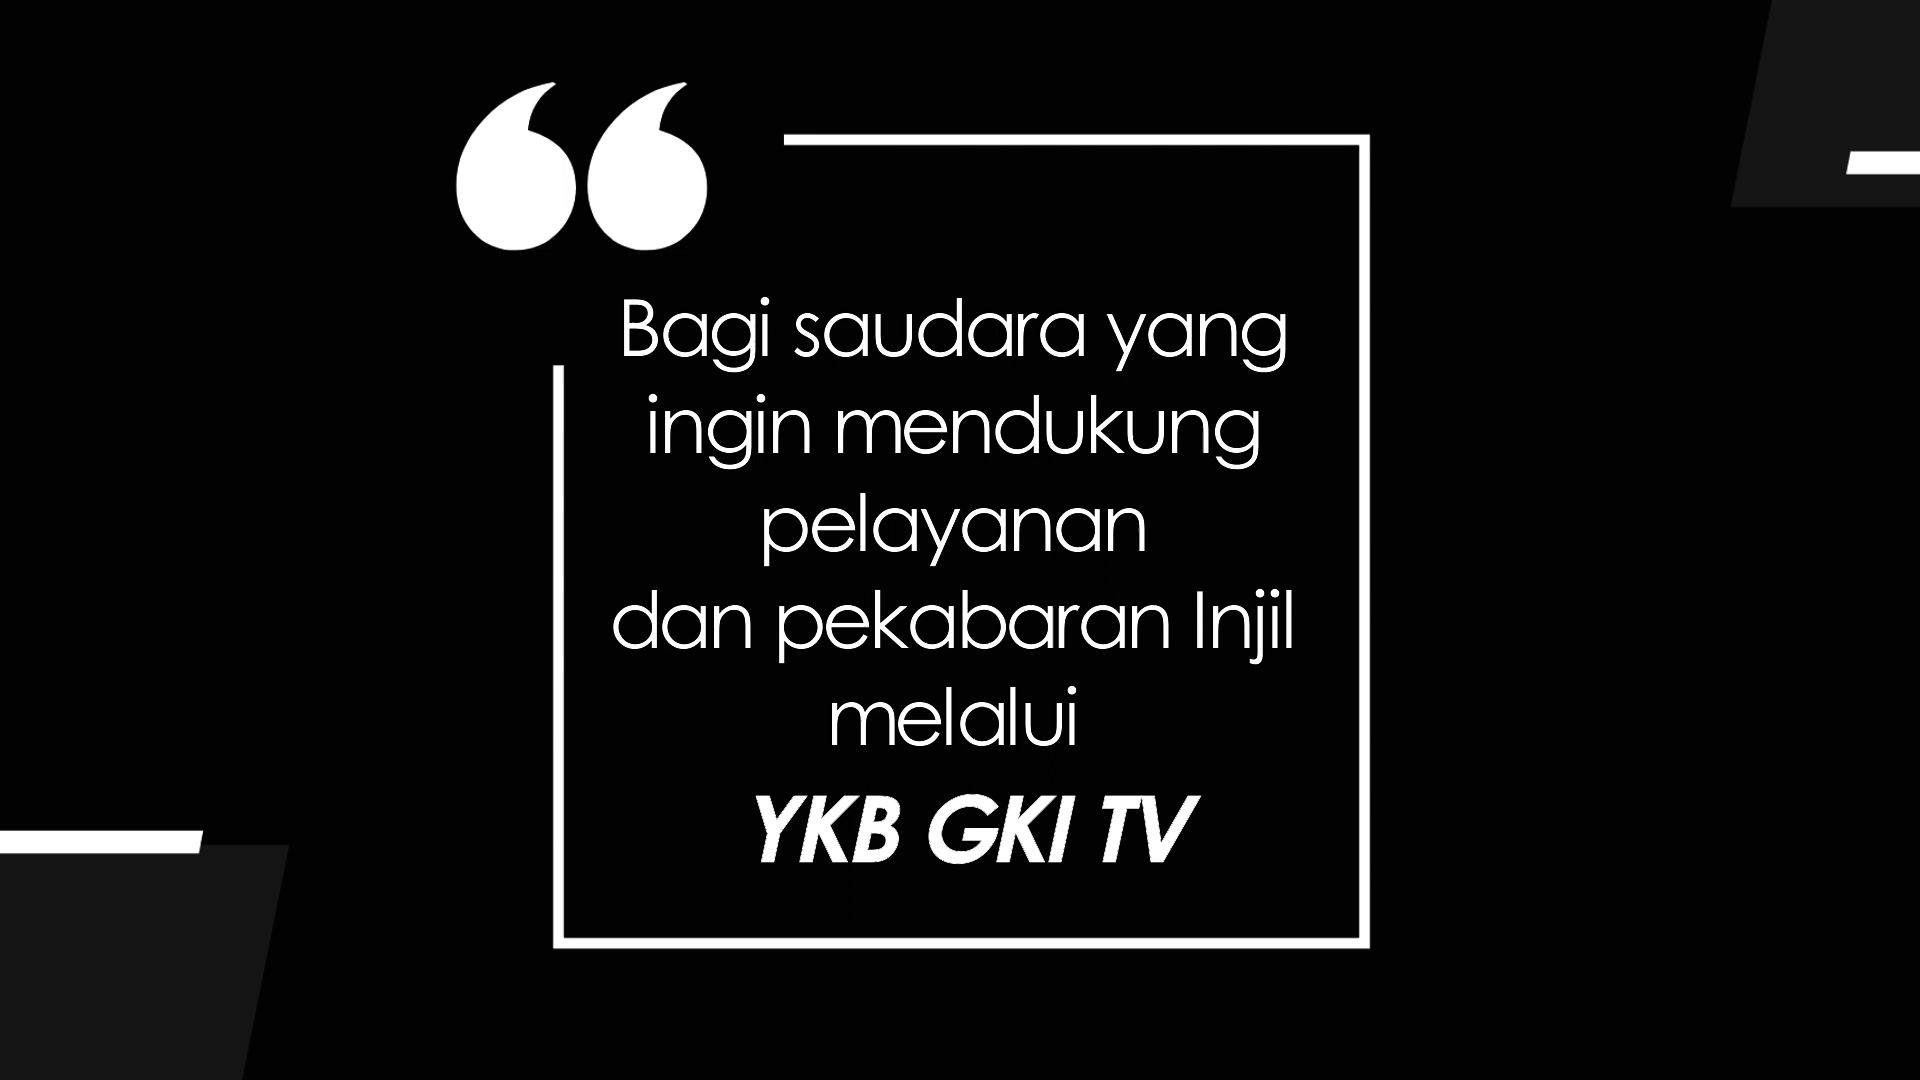 Bagi saudara yang
ingin mendukung
pelayanan
dan pekabaran Injil
melalui
YKB GKI TV